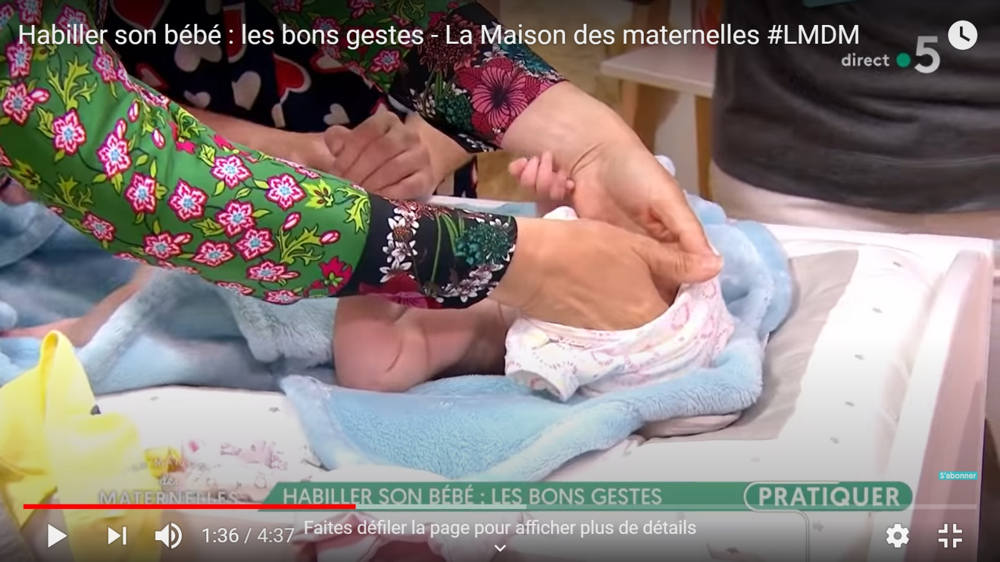 Habiller son bébé : les bons gestes - La Maison des maternelles #LMDM
direct 5
S'abonner
des
MATERNELLES
HABILLER SON BÉBÉ : LES BONS GESTES
PRATIQUER
1:36 / 4:37
Faites défiler la page pour afficher plus de détails